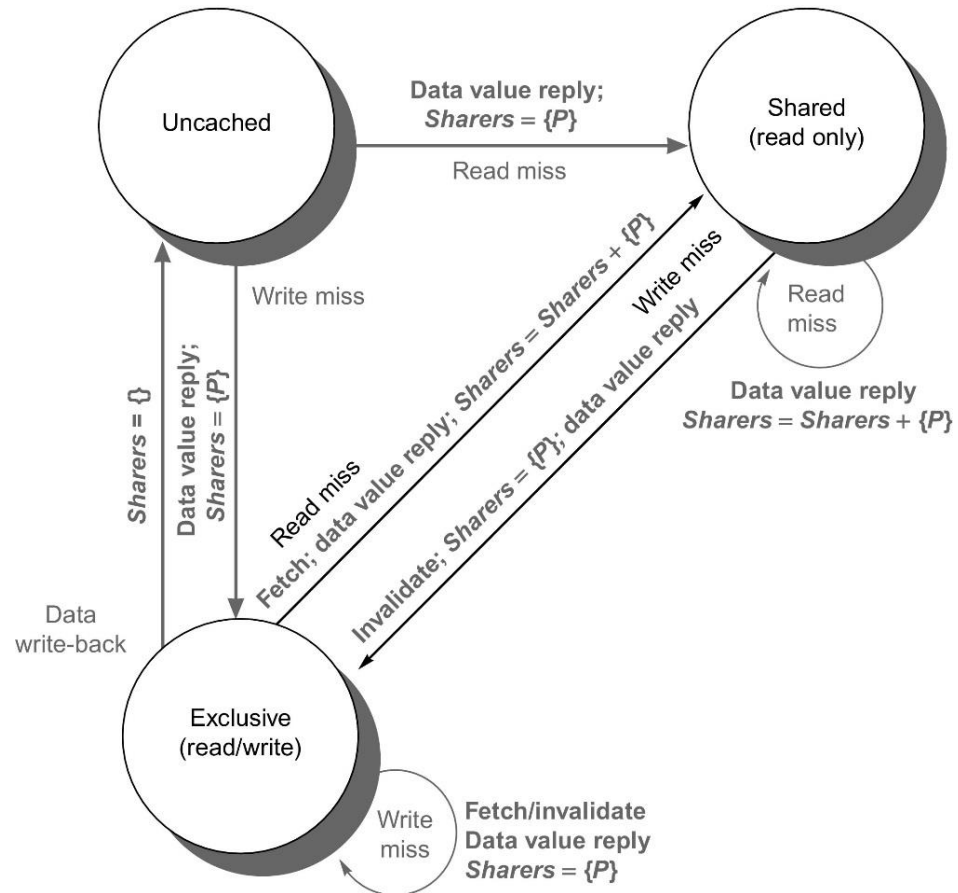 Uncached
Data value reply;
Sharers = {P}
Read miss
Shared
(read only)
Write miss
Sharers = {}
Data value reply;
Sharers = {P}
Data
write-back
Read miss
Fetch; data value reply; Sharers = Sharers + {P}
Write miss
Invalidate; Sharers = {P}; data value reply
Read
miss
Data value reply
Sharers = Sharers + {P}
Exclusive
(read/write)
Write
miss
Fetch/invalidate
Data value reply
Sharers = {P}